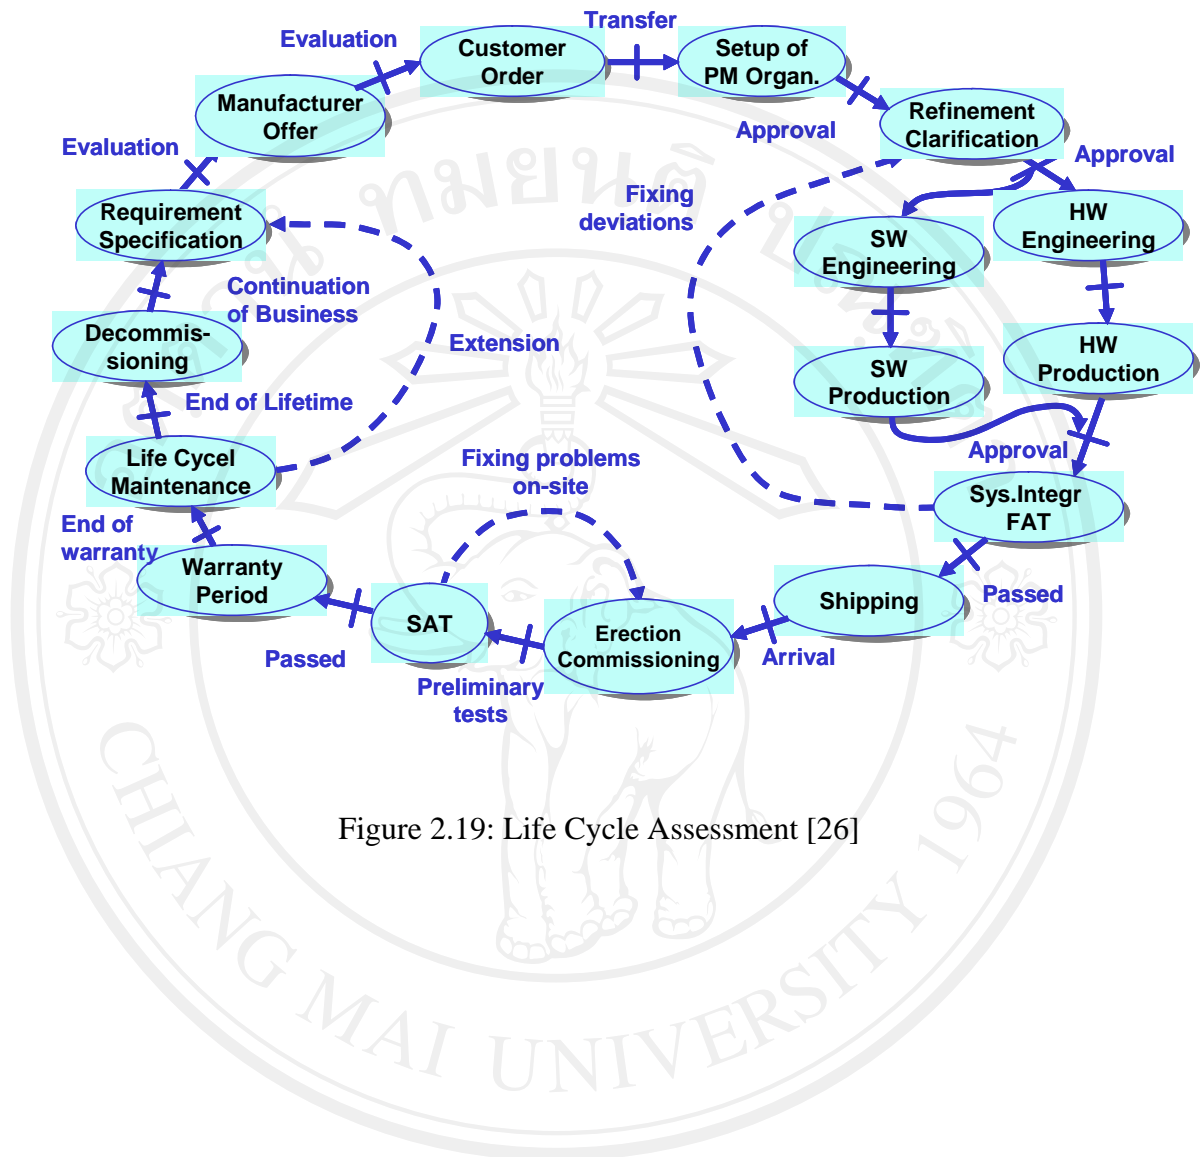 Transfer
Evaluation
Customer
Order
Setup of
PM Organ.
Manufacturer
Offer
Approval
Refinement
Clarification
Evaluation
Approval
Fixing
deviations
Requirement
Specification
HW
Engineering
SW
Engineering
Continuation
of Business
Decommis-
sioning
Extension
HW
Production
SW
Production
End of Lifetime
Approval
Life Cycel
Maintenance
Fixing problems
on-site
Sys.Integr
FAT
End of
warranty
Warranty
Period
Passed
Shipping
SAT
Erection
Commissioning
Arrival
Passed
Preliminary
tests
Figure 2.19: Life Cycle Assessment [26]
CHIANG MAI UNIVERSITY 1964